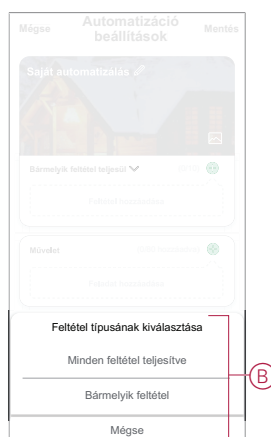 Mégse
Automatizáció
beállítások
Mentés
Saját automatizálás
Bármelyik feltétel teljesül
Feltétel hozzáadása
Művelet
Feltétel hozzáadása
Feltétel típusának kiválasztása
Minden feltétel teljesítve
Bármelyik feltétel
B
Mégse